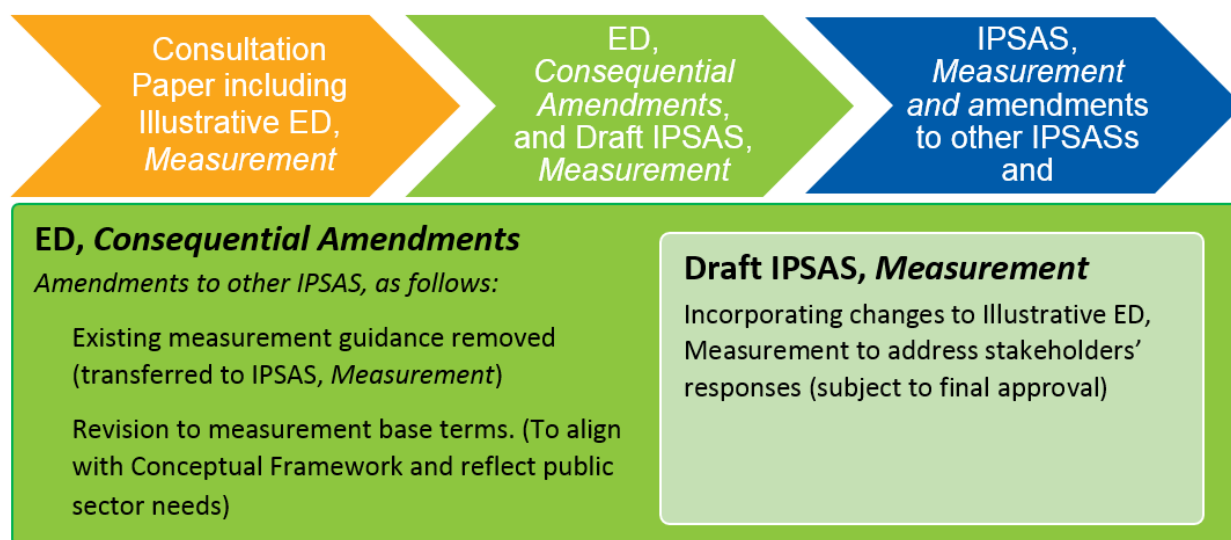 Consultation
Paper including
Illustrative ED,
Measurement
ED,
Consequential
Amendments,
and Draft IPSAS,
Measurement
IPSAS,
Measurement
and amendments
to other IPSASs
and
ED, Consequential Amendments
Amendments to other IPSAS, as follows:
Existing measurement guidance removed
(transferred to IPSAS, Measurement)
Revision to measurement base terms. (To align
with Conceptual Framework and reflect public
sector needs)
Draft IPSAS, Measurement
Incorporating changes to Illustrative ED,
Measurement to address stakeholders’
responses (subject to final approval)